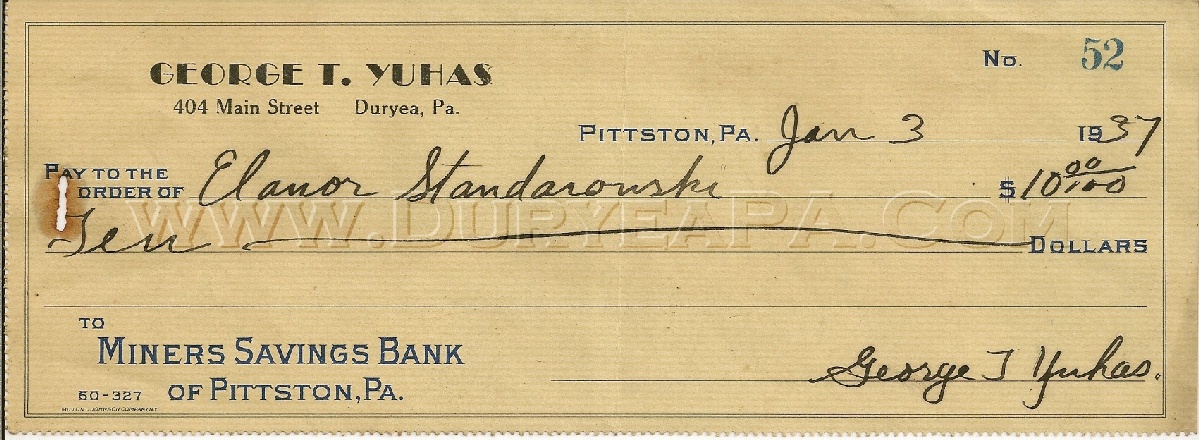 No. 52
GEORGE T. YUHAS
404 Main Street Duryea, Pa.
PITTSTON, PA. Jan 3 1937
PAY TO THE
ORDER OF Elanor Standarowski $10 00/100
WWW.DURYEAPA.COM
Ten DOLLARS
TO
MINERS SAVINGS BANK
60-327 OF PITTSTON, PA.
George T Yuhas.